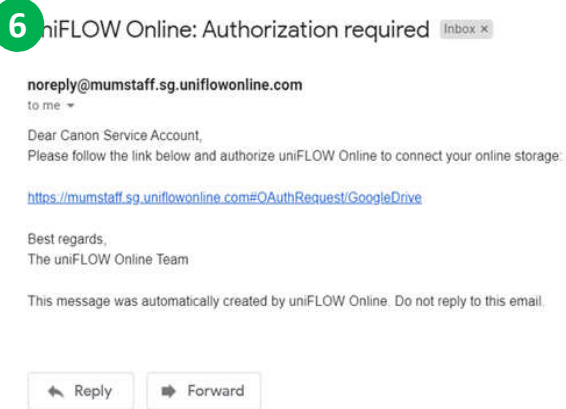 6
niFLOW Online: Authorization required Inbox ×
noreply@mumstaff.sg.uniflowonline.com
to me
Dear Canon Service Account,
Please follow the link below and authorize uniFLOW Online to connect your online storage:
https://mumstaff.sg.uniflowonline.com#OAuthRequest/GoogleDrive
Best regards,
The uniFLOW Online Team
This message was automatically created by uniFLOW Online. Do not reply to this email.
Reply Forward